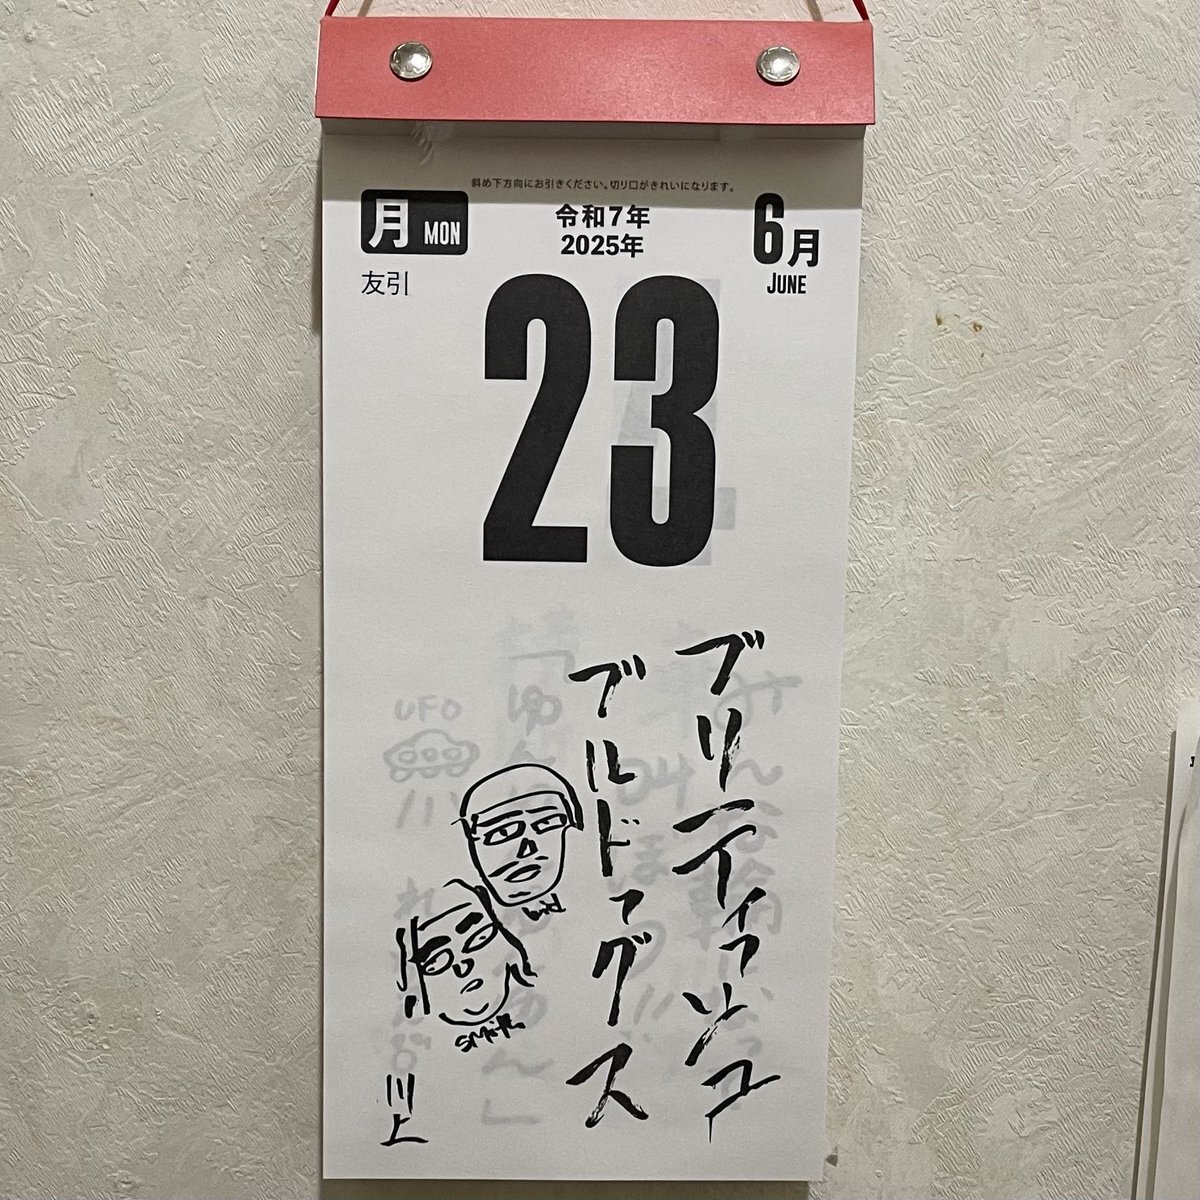 斜め下方向にお引きください。切り口がきれいになります。
月 MON
令和7年
2025年
6月
JUNE
友引
23
ブリティッシュ
ブルドッグス
smith
川上
UFO